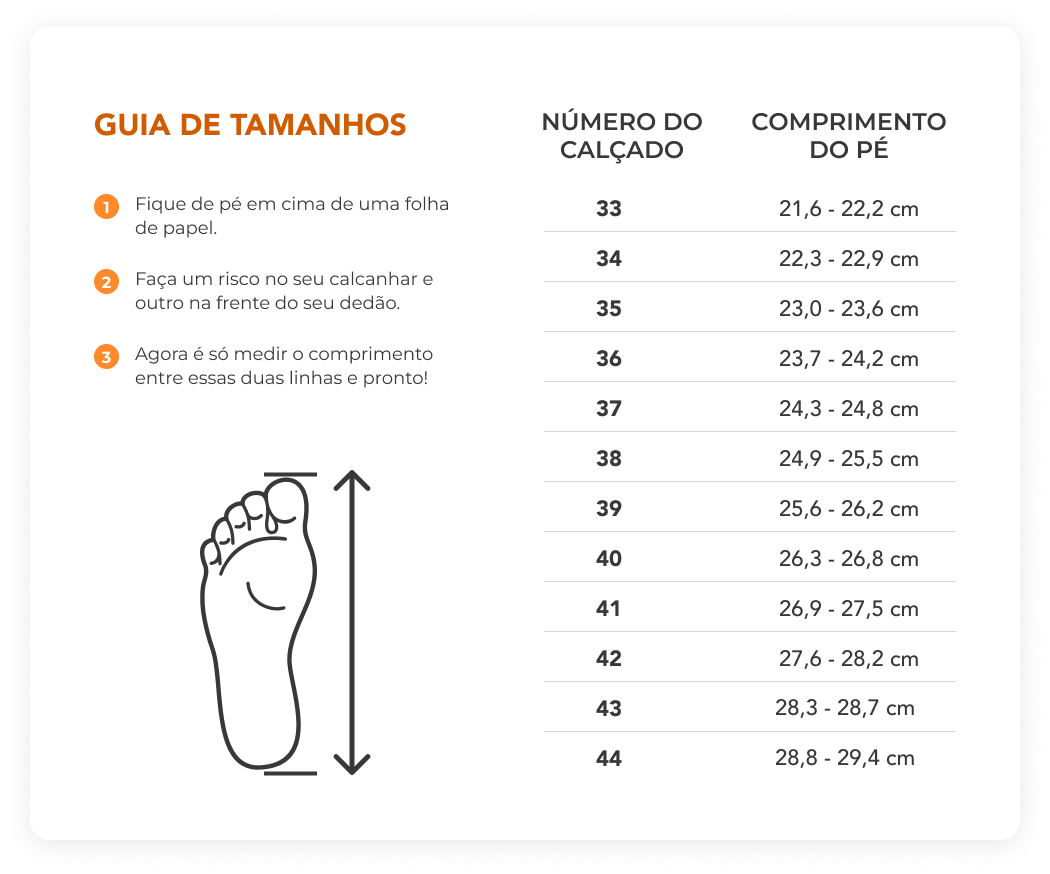 GUIA DE TAMANHOS
1 Fique de pé em cima de uma folha
de papel.
2 Faça um risco no seu calcanhar e
outro na frente do seu dedão.
3 Agora é só medir o comprimento
entre essas duas linhas e pronto!
NÚMERO DO
CALÇADO
COMPRIMENTO
DO PÉ
33 21,6 - 22,2 cm
34 22,3 - 22,9 cm
35 23,0 - 23,6 cm
36 23,7 - 24,2 cm
37 24,3 - 24,8 cm
38 24,9 - 25,5 cm
39 25,6 - 26,2 cm
40 26,3 - 26,8 cm
41 26,9 - 27,5 cm
42 27,6 - 28,2 cm
43 28,3 - 28,7 cm
44 28,8 - 29,4 cm